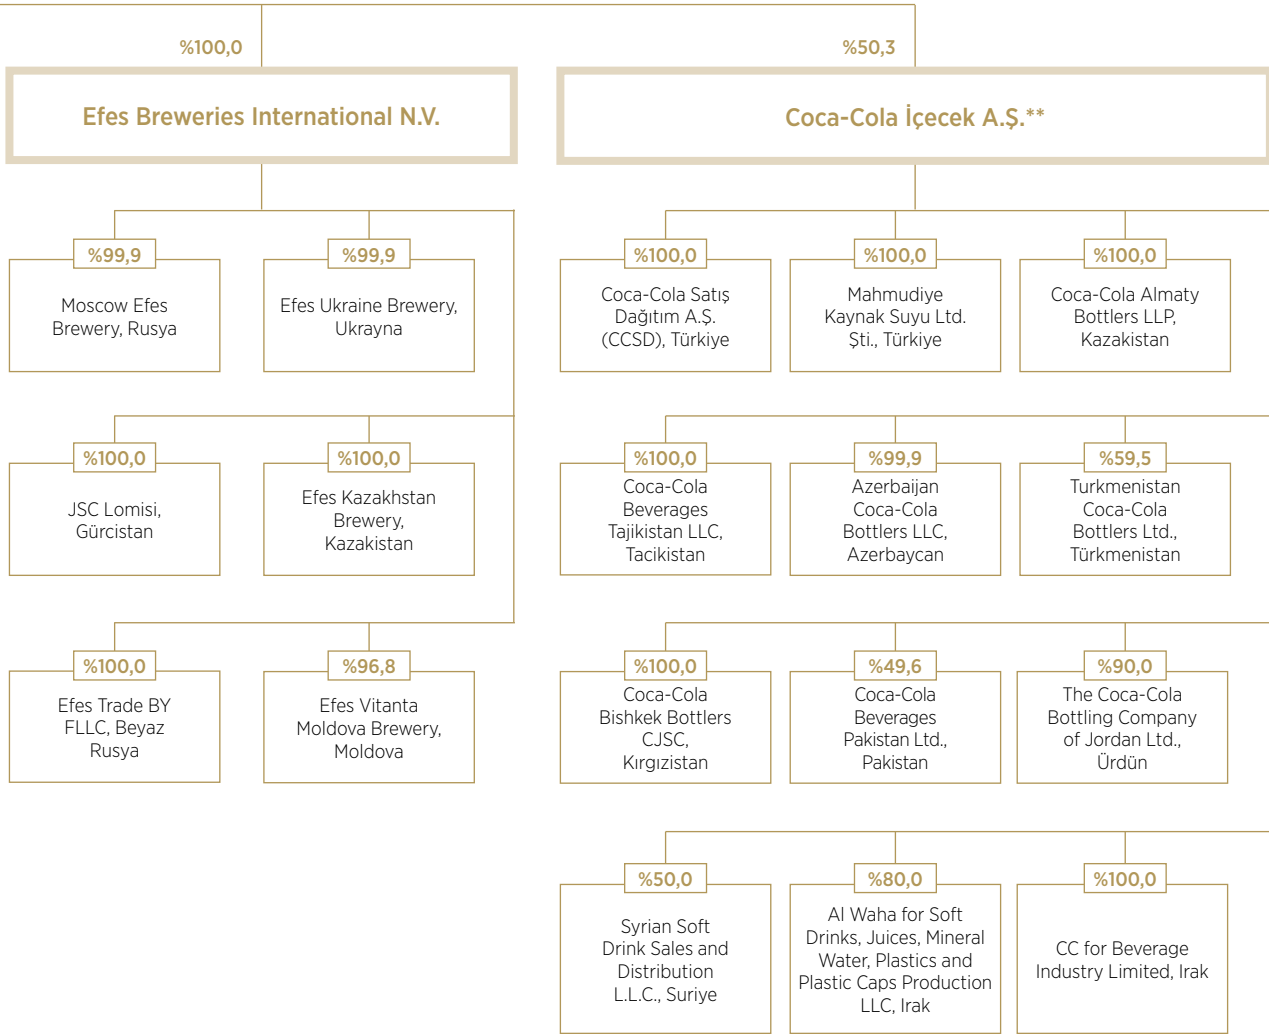 %100,0
%50,3
Efes Breweries International N.V.
Coca-Cola İçecek A.Ş.**
%99,9
Moscow Efes
Brewery, Rusya
%99,9
Efes Ukraine Brewery,
Ukrayna
%100,0
JSC Lomisi,
Gürcistan
%100,0
Efes Kazakhstan
Brewery,
Kazakistan
%100,0
Efes Trade BY
FLLC, Beyaz
Rusya
%96,8
Efes Vitanta
Moldova Brewery,
Moldova
%100,0
Coca-Cola Satış
Dağıtım A.Ş.
(CCSD), Türkiye
%100,0
Mahmudiye
Kaynak Suyu Ltd.
Şti., Türkiye
%100,0
Coca-Cola Almaty
Bottlers LLP,
Kazakistan
%100,0
Coca-Cola
Beverages
Tajikistan LLC,
Tacikistan
%99,9
Azerbaijan
Coca-Cola
Bottlers LLC,
Azerbaycan
%59,5
Turkmenistan
Coca-Cola
Bottlers Ltd.,
Türkmenistan
%100,0
Coca-Cola
Bishkek Bottlers
CJSC,
Kırgızistan
%49,6
Coca-Cola
Beverages
Pakistan Ltd.,
Pakistan
%90,0
The Coca-Cola
Bottling Company
of Jordan Ltd.,
Ürdün
%50,0
Syrian Soft
Drink Sales and
Distribution
L.L.C., Suriye
%80,0
Al Waha for Soft
Drinks, Juices, Mineral
Water, Plastics and
Plastic Caps Production
LLC, Irak
%100,0
CC for Beverage
Industry Limited, Irak